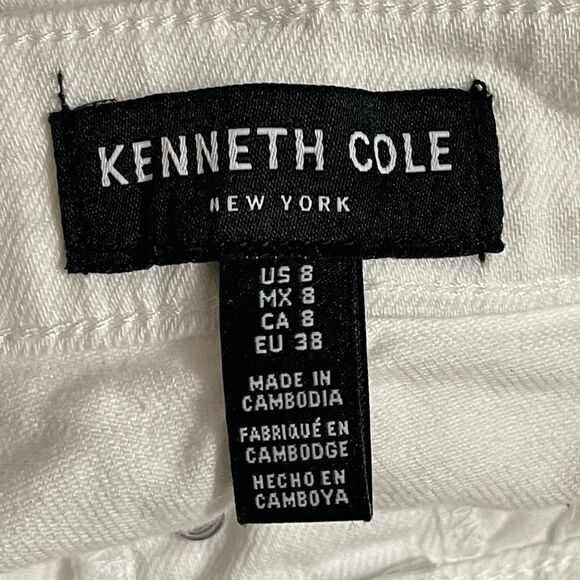 KENNETH COLE
NEW YORK
US 8
MX 8
CA 8
EU 38
MADE IN
CAMBODIA
FABRIQUÉ EN
CAMBODGE
HECHO EN
CAMBOYA